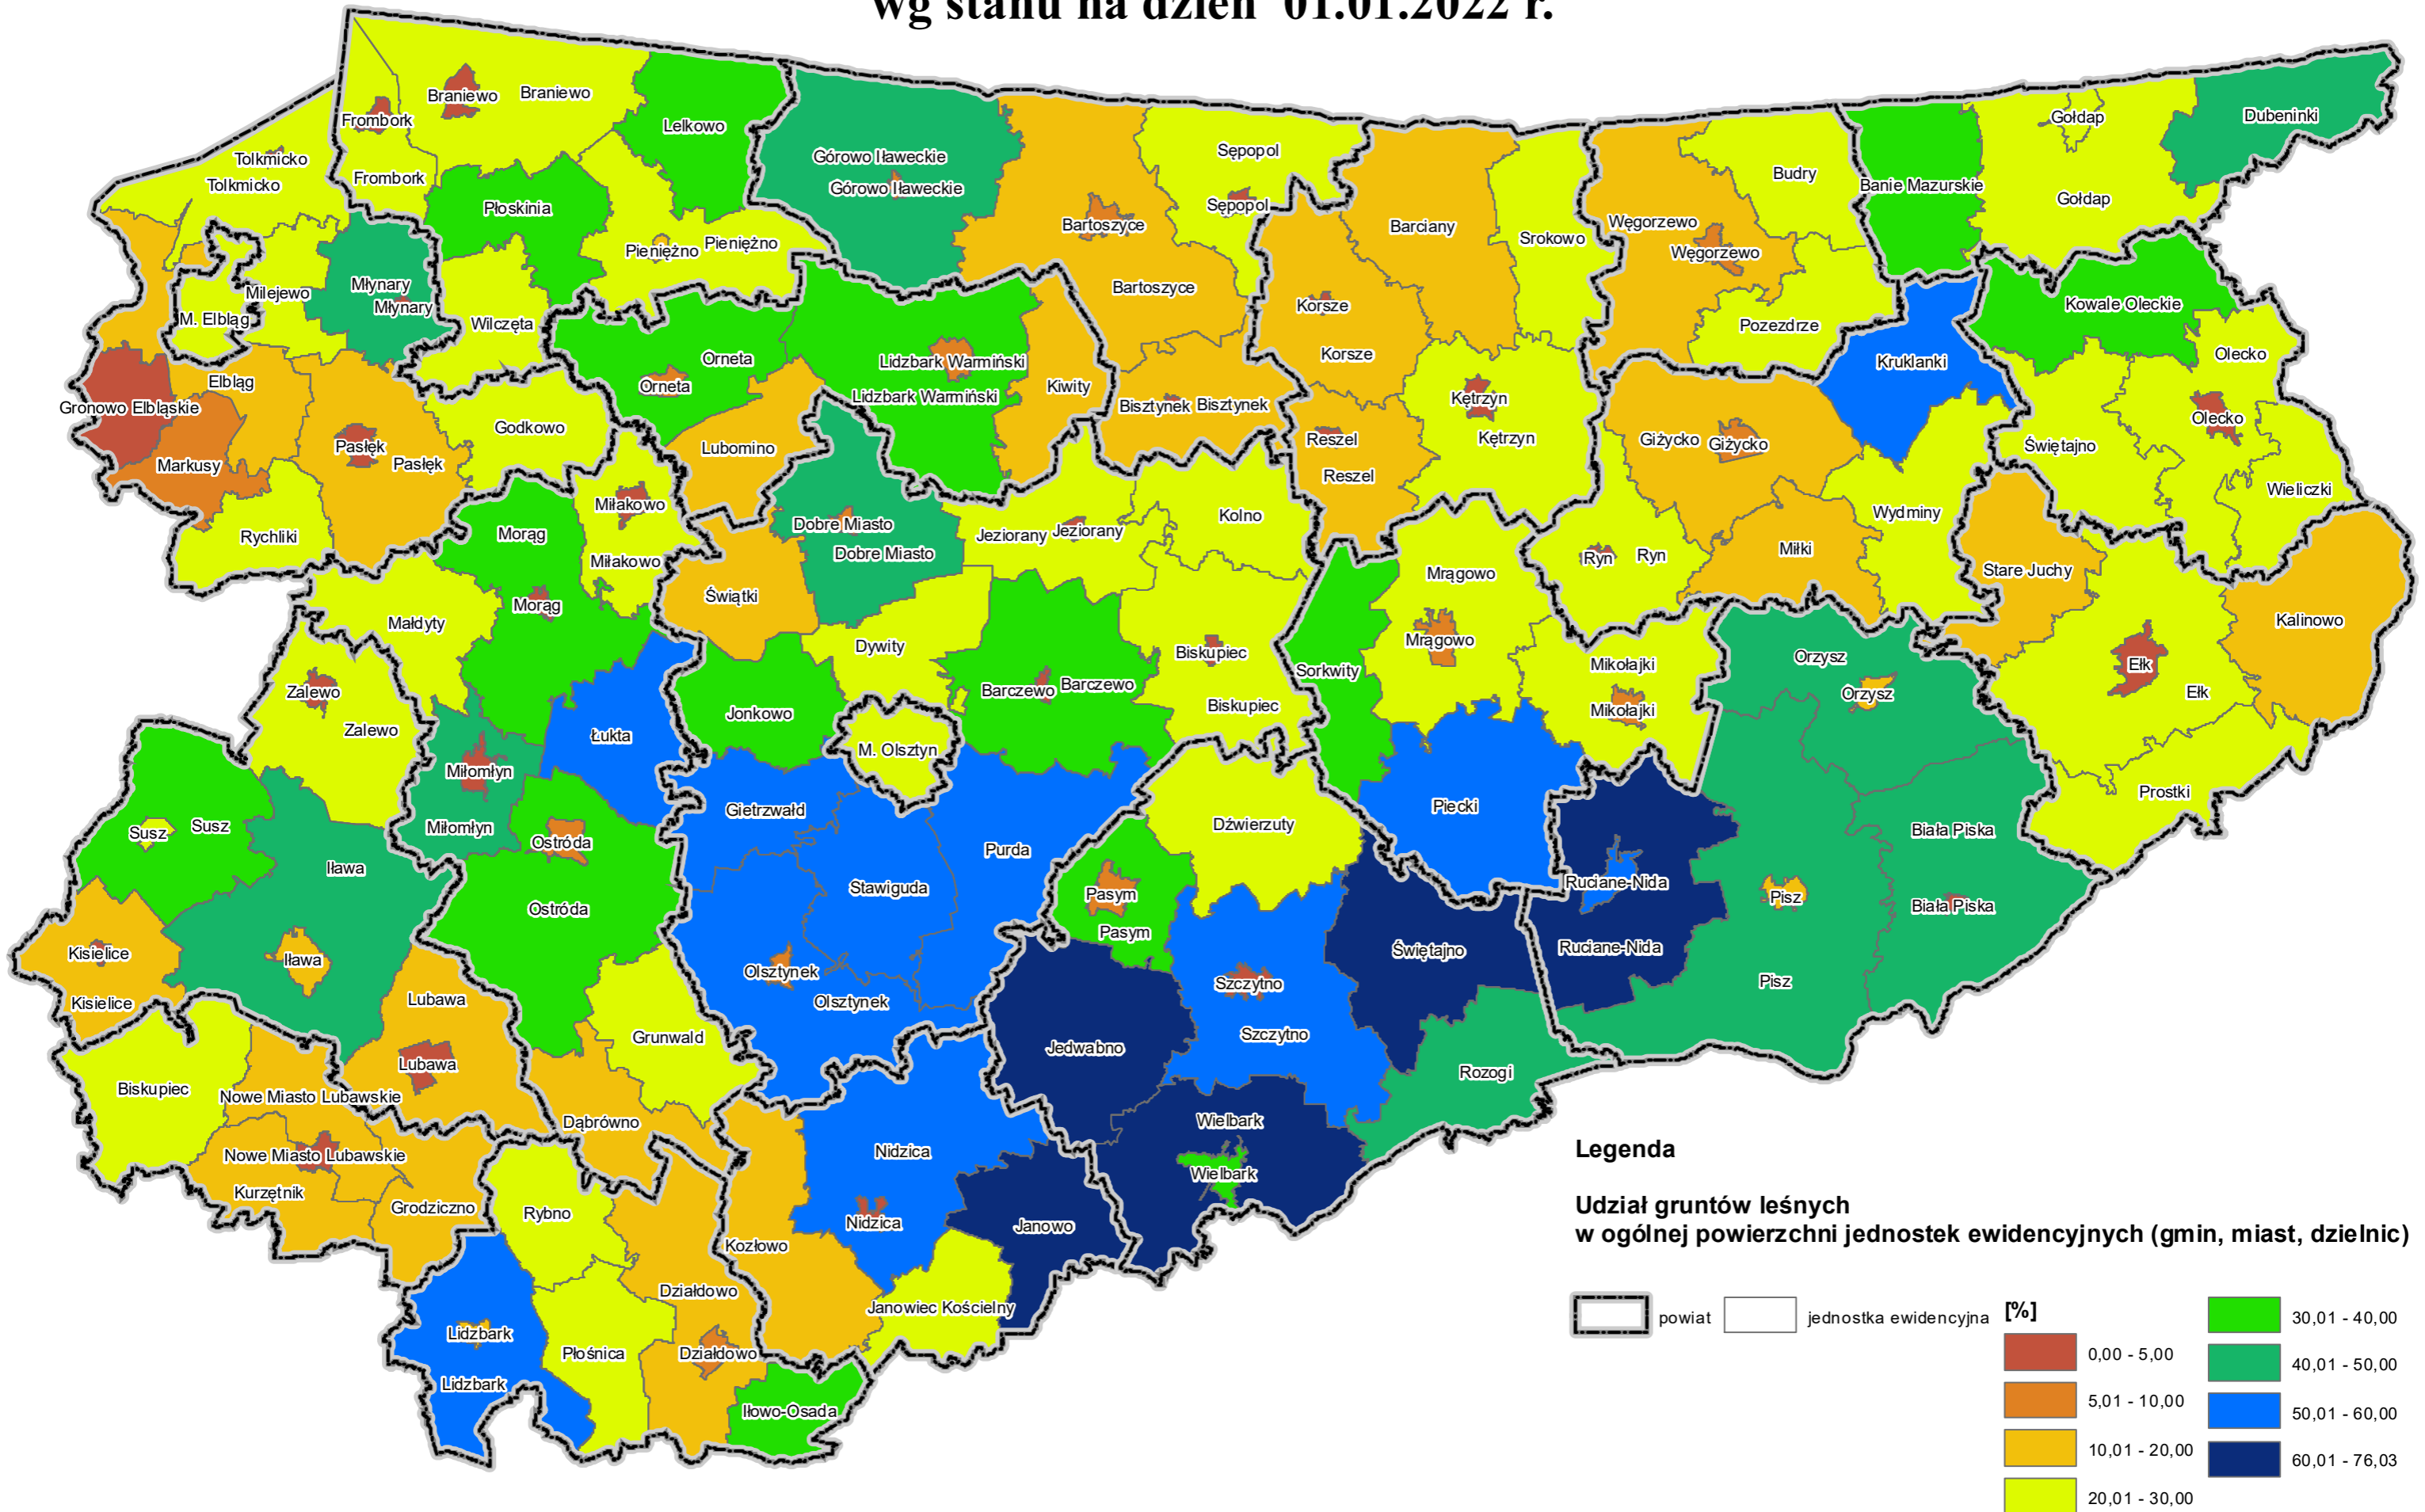 wg stanu na dzień 01.01.2022 r.
Braniewo
Braniewo
Frombork
Frombork
Lelkowo
Tolkmicko
Tolkmicko
Płoskinia
Pieniężno
Pieniężno
Górowo Iławeckie
Górowo Iławeckie
Bartoszyce
Bartoszyce
Sępopol
Sępopol
Barciany
Srokowo
Węgorzewo
Węgorzewo
Budry
Banie Mazurskie
Gołdap
Gołdap
Dubeninki
Milejewo
Młynary
Młynary
M. Elbląg
Wilczęta
Orneta
Orneta
Lidzbark Warmiński
Lidzbark Warmiński
Kiwity
Korsze
Korsze
Pozezdrze
Kruklanki
Kowale Oleckie
Olecko
Olecko
Elbląg
Gronowo Elbląskie
Markusy
Pasłęk
Pasłęk
Godkowo
Lubomino
Bisztynek
Bisztynek
Reszel
Reszel
Kętrzyn
Kętrzyn
Giżycko
Giżycko
Świętajno
Wieliczki
Rychliki
Morąg
Morąg
Miłakowo
Miłakowo
Dobre Miasto
Dobre Miasto
Jeziorany
Jeziorany
Kolno
Mrągowo
Mrągowo
Ryn
Ryn
Miłki
Wydminy
Stare Juchy
Kalinowo
Małdyty
Świątki
Dywity
Barczewo
Barczewo
Biskupiec
Biskupiec
Sorkwity
Mikołajki
Mikołajki
Orzysz
Orzysz
Ełk
Ełk
Zalewo
Zalewo
Łukta
Jonkowo
M. Olsztyn
Miłomłyn
Miłomłyn
Susz
Susz
Iława
Iława
Ostróda
Ostróda
Gietrzwałd
Stawiguda
Purda
Dźwierzuty
Piecki
Ruciane-Nida
Ruciane-Nida
Pisz
Pisz
Biała Piska
Biała Piska
Prostki
Kisielice
Kisielice
Lubawa
Lubawa
Olsztynek
Olsztynek
Pasym
Pasym
Szczytno
Szczytno
Świętajno
Grunwald
Jedwabno
Rozogi
Biskupiec
Nowe Miasto Lubawskie
Nowe Miasto Lubawskie
Kurzętnik
Grodziczno
Dąbrówno
Rybno
Nidzica
Nidzica
Kozłowo
Janowo
Wielbark
Wielbark
Działdowo
Działdowo
Janowiec Kościelny
Lidzbark
Lidzbark
Płośnica
Iłowo-Osada
Legenda
Udział gruntów leśnych
w ogólnej powierzchni jednostek ewidencyjnych (gmin, miast, dzielnic)
powiat
jednostka ewidencyjna
[%]
0,00 - 5,00
5,01 - 10,00
10,01 - 20,00
20,01 - 30,00
30,01 - 40,00
40,01 - 50,00
50,01 - 60,00
60,01 - 76,03